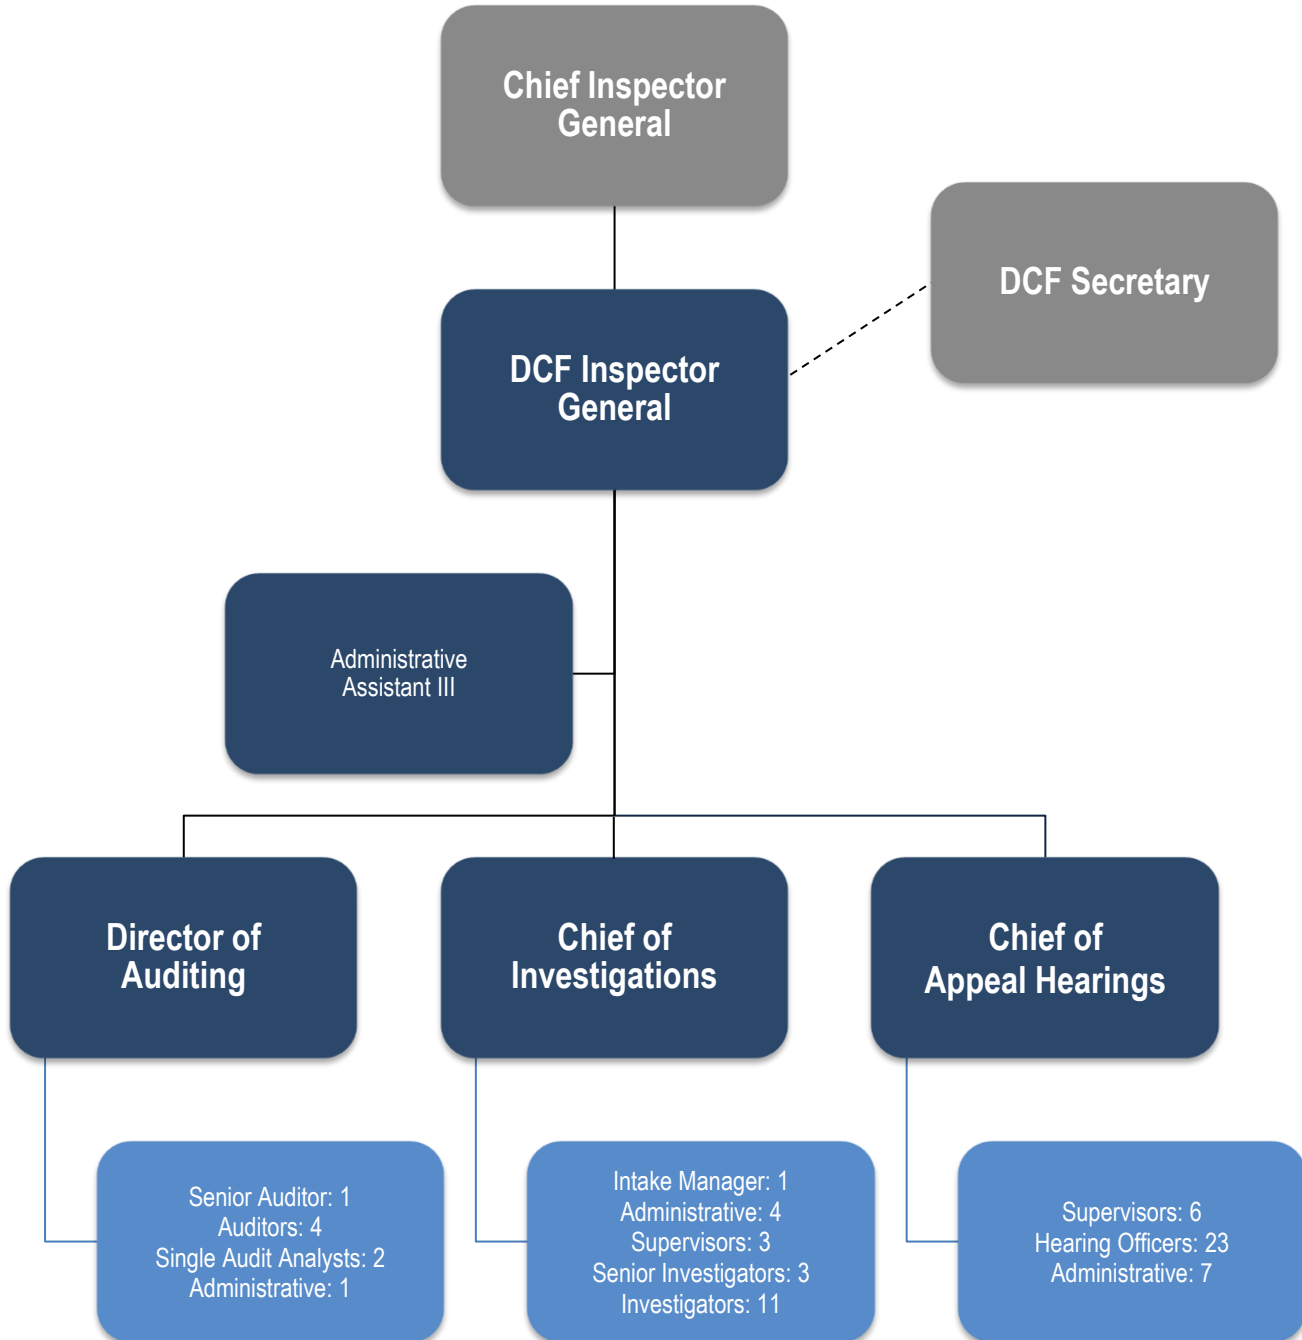 Chief Inspector
General
DCF Secretary
DCF Inspector
General
Administrative
Assistant III
Director of
Auditing
Chief of
Investigations
Chief of
Appeal Hearings
Senior Auditor: 1
Auditors: 4
Single Audit Analysts: 2
Administrative: 1
Intake Manager: 1
Administrative: 4
Supervisors: 3
Senior Investigators: 3
Investigators: 11
Supervisors: 6
Hearing Officers: 23
Administrative: 7